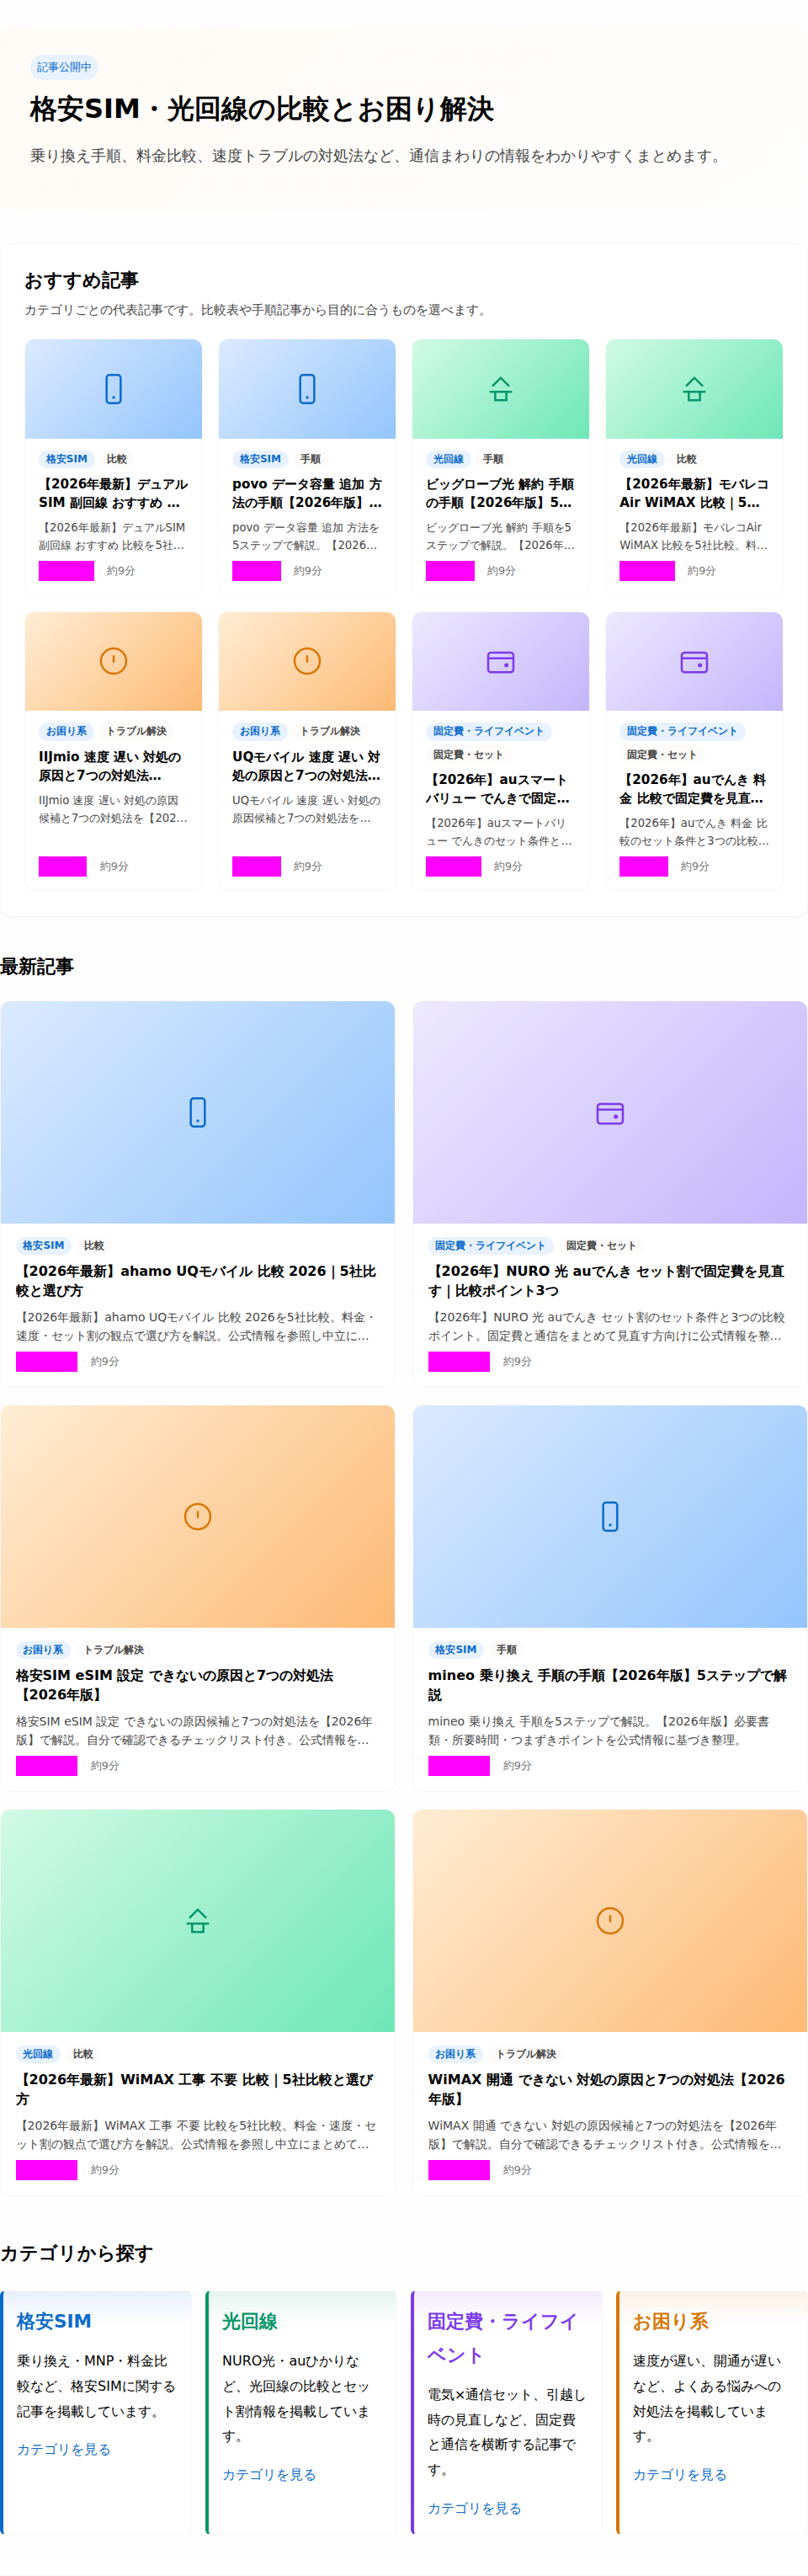 記事公開中
格安SIM・光回線の比較とお困り解決
乗り換え手順、料金比較、速度トラブルの対処法など、通信まわりの情報をわかりやすくまとめます。
おすすめ記事
カテゴリごとの代表記事です。比較表や手順記事から目的に合うものを選べます。
格安SIM 比較
【2026年最新】デュアル
SIM 副回線 おすすめ …
【2026年最新】デュアルSIM
副回線 おすすめ 比較を5社…
約9分
格安SIM 手順
povo データ容量 追加 方
法の手順【2026年版】…
povo データ容量 追加 方法を
5ステップで解説。【2026…
約9分
光回線 手順
ビッグローブ光 解約 手順
の手順【2026年版】5…
ビッグローブ光 解約 手順を5
ステップで解説。【2026年…
約9分
光回線 比較
【2026年最新】モバレコ
Air WiMAX 比較｜5…
【2026年最新】モバレコAir
WiMAX 比較を5社比較。料…
約9分
お困り系 トラブル解決
IIJmio 速度 遅い 対処の
原因と7つの対処法…
IIJmio 速度 遅い 対処の原因
候補と7つの対処法を【202…
約9分
お困り系 トラブル解決
UQモバイル 速度 遅い 対
処の原因と7つの対処法…
UQモバイル 速度 遅い 対処の
原因候補と7つの対処法を…
約9分
固定費・ライフイベント
固定費・セット
【2026年】auスマート
バリュー でんきで固定…
【2026年】auスマートバリ
ュー でんきのセット条件と…
約9分
固定費・ライフイベント
固定費・セット
【2026年】auでんき 料
金 比較で固定費を見直…
【2026年】auでんき 料金 比
較のセット条件と3つの比較…
約9分
最新記事
格安SIM 比較
【2026年最新】ahamo UQモバイル 比較 2026｜5社比
較と選び方
【2026年最新】ahamo UQモバイル 比較 2026を5社比較。料金・
速度・セット割の観点で選び方を解説。公式情報を参照し中立に…
約9分
固定費・ライフイベント 固定費・セット
【2026年】NURO 光 auでんき セット割で固定費を見直
す｜比較ポイント3つ
【2026年】NURO 光 auでんき セット割のセット条件と3つの比較
ポイント。固定費と通信をまとめて見直す方向けに公式情報を整…
約9分
お困り系 トラブル解決
格安SIM eSIM 設定 できないの原因と7つの対処法
【2026年版】
格安SIM eSIM 設定 できないの原因候補と7つの対処法を【2026年
版】で解説。自分で確認できるチェックリスト付き。公式情報を…
約9分
格安SIM 手順
mineo 乗り換え 手順の手順【2026年版】5ステップで解
説
mineo 乗り換え 手順を5ステップで解説。【2026年版】必要書
類・所要時間・つまずきポイントを公式情報に基づき整理。
約9分
光回線 比較
【2026年最新】WiMAX 工事 不要 比較｜5社比較と選び
方
【2026年最新】WiMAX 工事 不要 比較を5社比較。料金・速度・セ
ット割の観点で選び方を解説。公式情報を参照し中立にまとめて…
約9分
お困り系 トラブル解決
WiMAX 開通 できない 対処の原因と7つの対処法【2026
年版】
WiMAX 開通 できない 対処の原因候補と7つの対処法を【2026年
版】で解説。自分で確認できるチェックリスト付き。公式情報を…
約9分
カテゴリから探す
格安SIM
乗り換え・MNP・料金比
較など、格安SIMに関する
記事を掲載しています。
カテゴリを見る
光回線
NURO光・auひかりな
ど、光回線の比較とセッ
ト割情報を掲載していま
す。
カテゴリを見る
固定費・ライフイ
ベント
電気×通信セット、引越し
時の見直しなど、固定費
と通信を横断する記事で
す。
カテゴリを見る
お困り系
速度が遅い、開通が遅い
など、よくある悩みへの
対処法を掲載していま
す。
カテゴリを見る